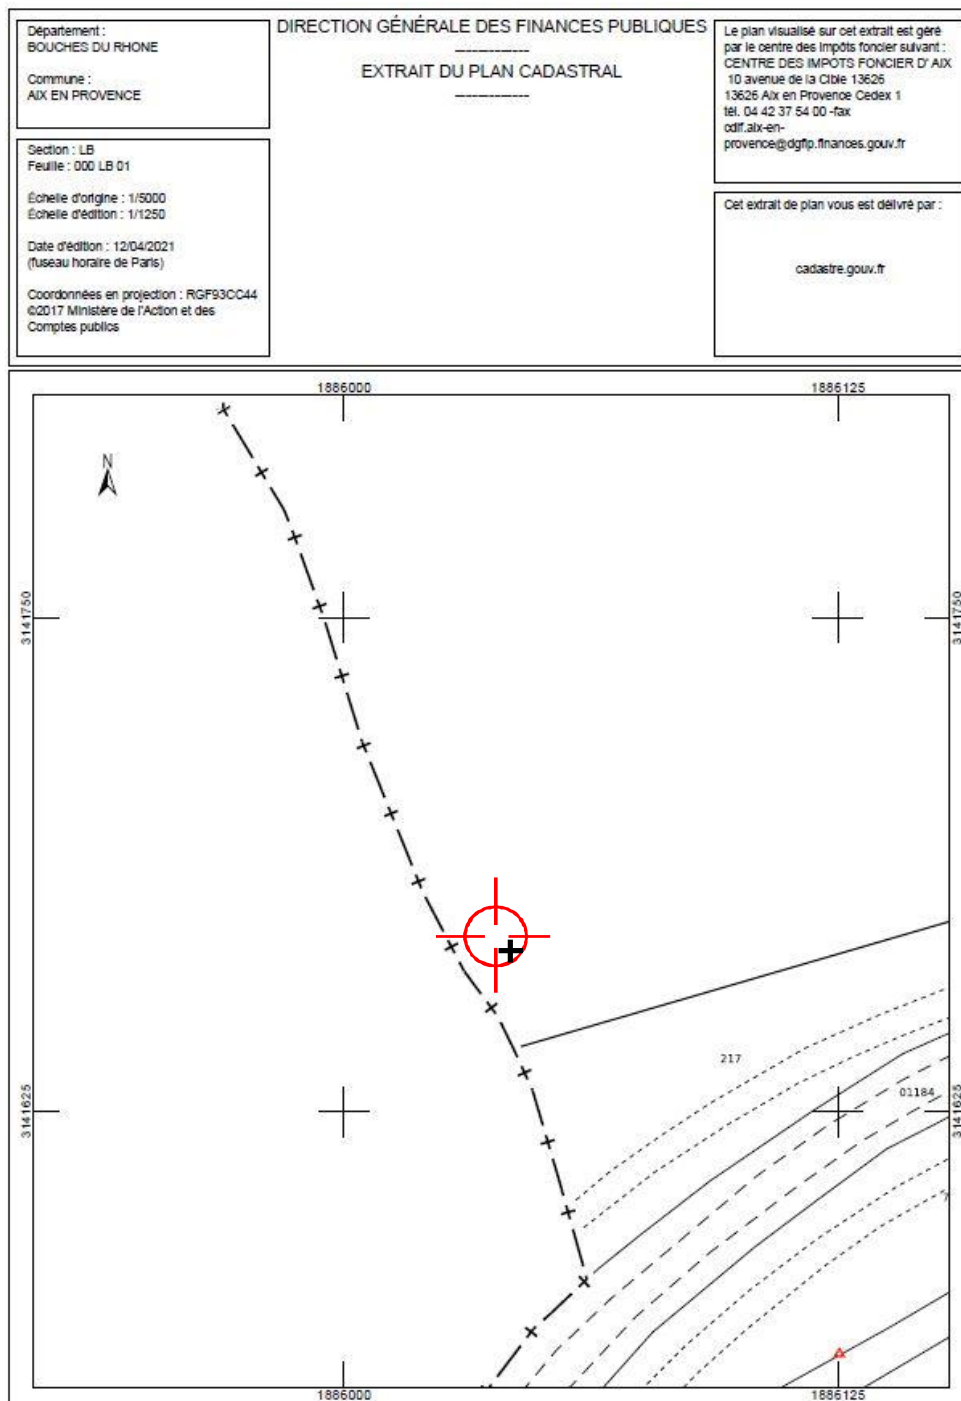 Département :
BOUCHES DU RHONE
Commune :
AIX EN PROVENCE
Section : LB
Feuille : 000 LB 01
Échelle d'origine : 1/5000
Échelle d'édition : 1/1250
Date d'édition : 12/04/2021
(fuseau horaire de Paris)
Coordonnées en projection : RGF93CC44
©2017 Ministère de l'Action et des
Comptes publics
DIRECTION GÉNÉRALE DES FINANCES PUBLIQUES
-------------------
EXTRAIT DU PLAN CADASTRAL
-------------------
Le plan visualisé sur cet extrait est géré
par le centre des impôts foncier suivant :
CENTRE DES IMPOTS FONCIER D' AIX
10 avenue de la Cible 13626
13626 Aix en Provence Cedex 1
tél. 04 42 37 54 00 -fax
cdif.aix-en-
provence@dgfip.finances.gouv.fr
Cet extrait de plan vous est délivré par :
cadastre.gouv.fr
1886000
1886125
N
3141750
3141750
217
01184
3141625
3141625
7
1886000
1886125